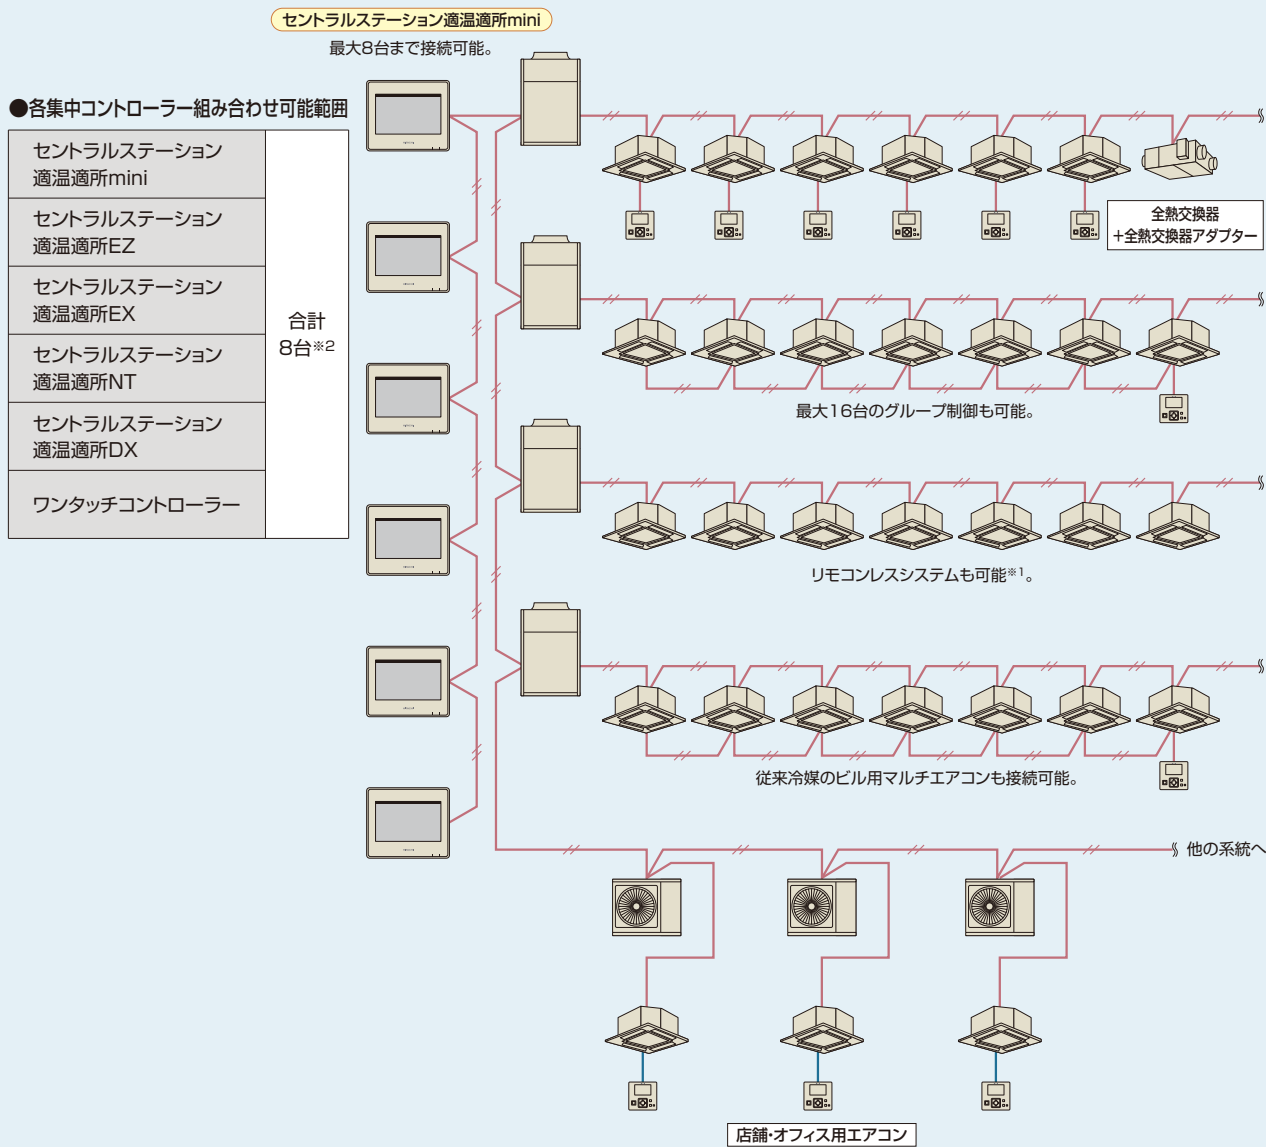 セントラルステーション適温適所mini
最大8台まで接続可能。
●各集中コントローラー組み合わせ可能範囲
セントラルステーション
適温適所mini
セントラルステーション
適温適所EZ
セントラルステーション
適温適所EX
セントラルステーション
適温適所NT
セントラルステーション
適温適所DX
ワンタッチコントローラー
合計
8台※2
全熱交換器
+全熱交換器アダプター
最大16台のグループ制御も可能。
リモコンレスシステムも可能※1。
従来冷媒のビル用マルチエアコンも接続可能。
他の系統へ
店舗・オフィス用エアコン